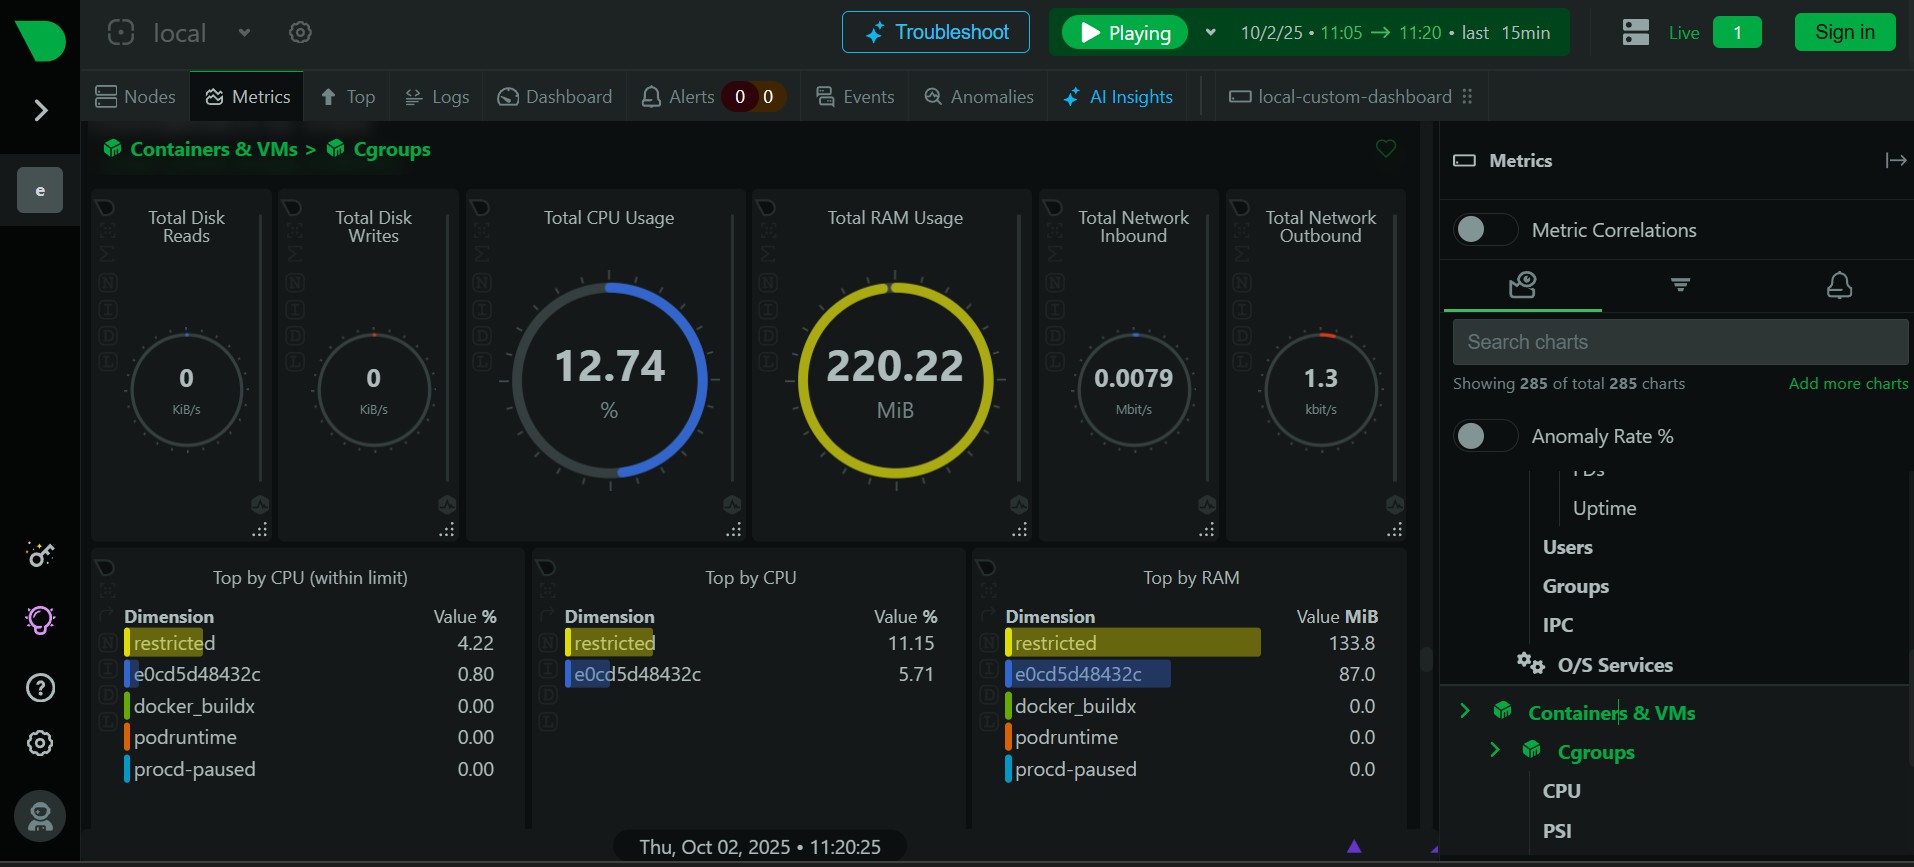 local
Troubleshoot
Playing
10/2/25 • 11:05 → 11:20 • last 15min
Live
1
Sign in
Nodes
Metrics
Top
Logs
Dashboard
Alerts 0 0
Events
Anomalies
AI Insights
local-custom-dashboard
e
Containers & VMs > Cgroups
Total Disk
Reads
N
I
D
L
0
KiB/s
Total Disk
Writes
N
I
D
L
0
KiB/s
Total CPU Usage
N
I
D
L
12.74
%
Total RAM Usage
N
I
D
L
220.22
MiB
Total Network
Inbound
N
I
D
L
0.0079
Mbit/s
Total Network
Outbound
N
I
D
L
1.3
kbit/s
Top by CPU (within limit)
N
I
D
L
Dimension Value %
restricted 4.22
e0cd5d48432c 0.80
docker_buildx 0.00
podruntime 0.00
procd-paused 0.00
Top by CPU
N
I
D
L
Dimension Value %
restricted 11.15
e0cd5d48432c 5.71
Top by RAM
N
I
D
L
Dimension Value MiB
restricted 133.8
e0cd5d48432c 87.0
docker_buildx 0.0
podruntime 0.0
procd-paused 0.0
Thu, Oct 02, 2025 • 11:20:25
Metrics
Metric Correlations
Search charts
Showing 285 of total 285 charts
Add more charts
Anomaly Rate %
Uptime
Users
Groups
IPC
O/S Services
Containers & VMs
Cgroups
CPU
PSI